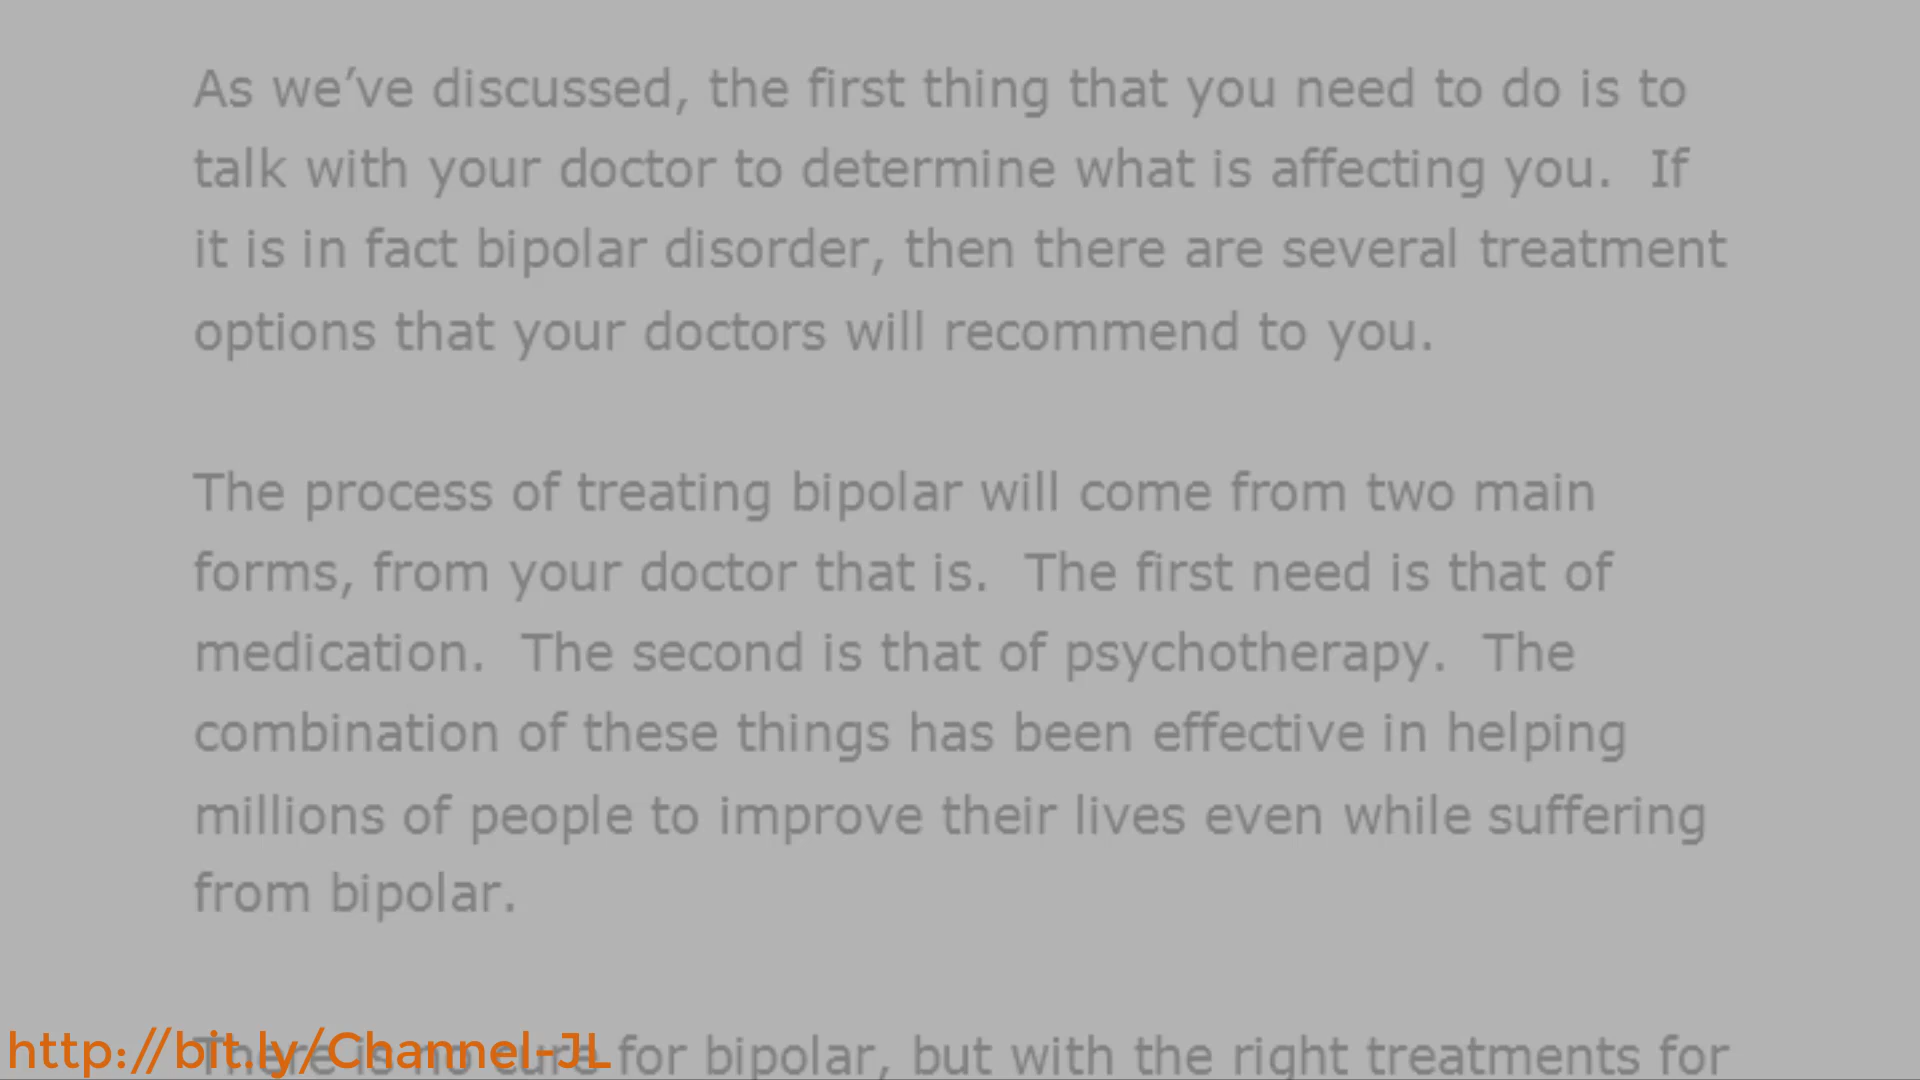 As we’ve discussed, the first thing that you need to do is to
talk with your doctor to determine what is affecting you.  If
it is in fact bipolar disorder, then there are several treatment
options that your doctors will recommend to you.
The process of treating bipolar will come from two main
forms, from your doctor that is.  The first need is that of
medication.  The second is that of psychotherapy.  The
combination of these things has been effective in helping
millions of people to improve their lives even while suffering
from bipolar.
There is no cure for bipolar, but with the right treatments for
http://bit.ly/Channel-JL